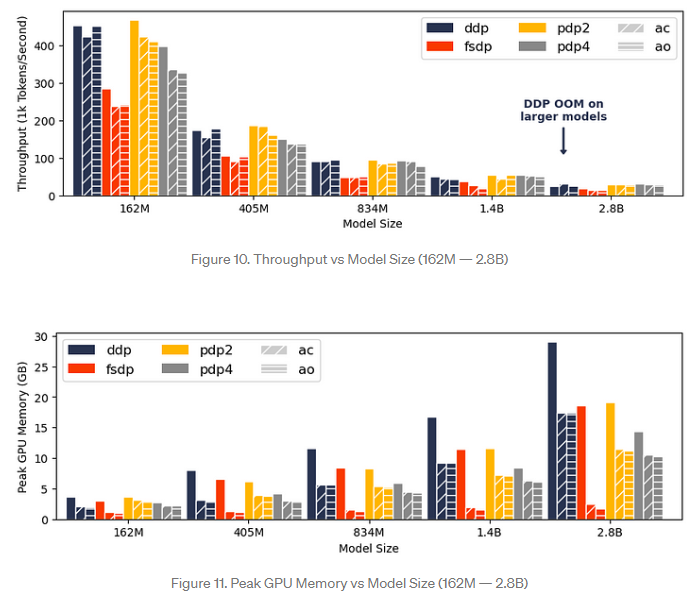 Throughput (1k Tokens/Second)
400
300
200
100
0
ddp
fsdp
pdp2
pdp4
ac
ao
DDP OOM on
larger models
162M
405M
834M
1.4B
2.8B
Model Size
Figure 10. Throughput vs Model Size (162M — 2.8B)
Peak GPU Memory (GB)
30
25
20
15
10
5
0
ddp
fsdp
pdp2
pdp4
ac
ao
162M
405M
834M
1.4B
2.8B
Model Size
Figure 11. Peak GPU Memory vs Model Size (162M — 2.8B)